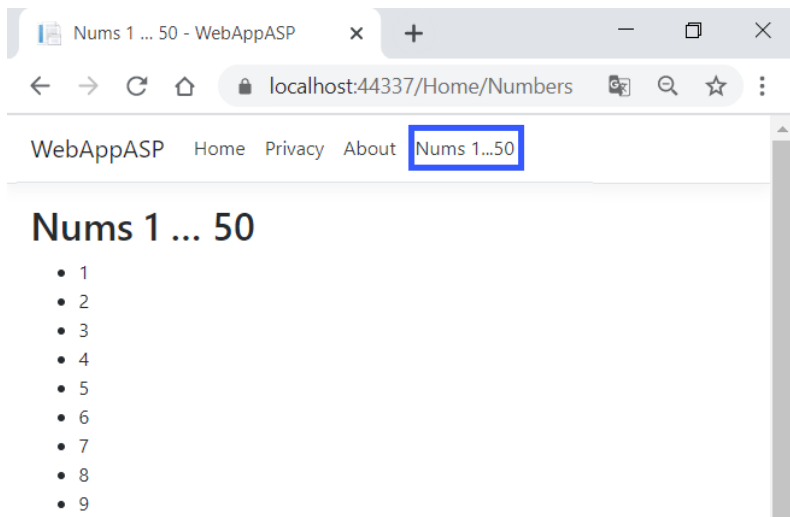 Nums 1 ... 50 - WebAppASP
localhost:44337/Home/Numbers
WebAppASP Home Privacy About Nums 1...50
Nums 1 ... 50
1
2
3
4
5
6
7
8
9